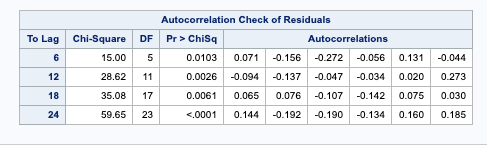 Autocorrelation Check of Residuals
To Lag Chi-Square DF Pr > ChiSq Autocorrelations
6 15.00 5 0.0103 0.071 -0.156 -0.272 -0.056 0.131 -0.044
12 28.62 11 0.0026 -0.094 -0.137 -0.047 -0.034 0.020 0.273
18 35.08 17 0.0061 0.065 0.076 -0.107 -0.142 0.075 0.030
24 59.65 23 <.0001 0.144 -0.192 -0.190 -0.134 0.160 0.185